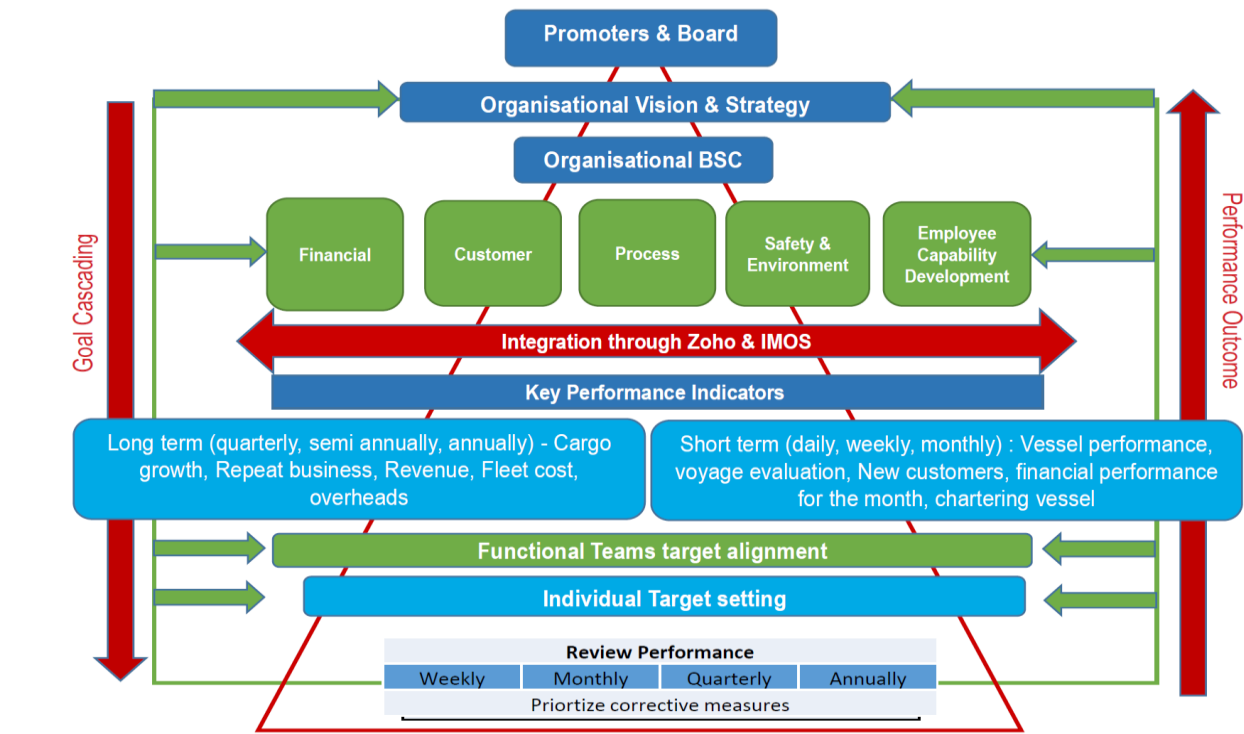 Promoters & Board
Organisational Vision & Strategy
Organisational BSC
Financial
Customer
Process
Safety &
Environment
Employee
Capability
Development
Goal Cascading
Performance Outcome
Integration through Zoho & IMOS
Key Performance Indicators
Long term (quarterly, semi annually, annually) - Cargo
growth, Repeat business, Revenue, Fleet cost,
overheads
Short term (daily, weekly, monthly) : Vessel performance,
voyage evaluation, New customers, financial performance
for the month, chartering vessel
Functional Teams target alignment
Individual Target setting
Review Performance
Weekly Monthly Quarterly Annually
Priortize corrective measures